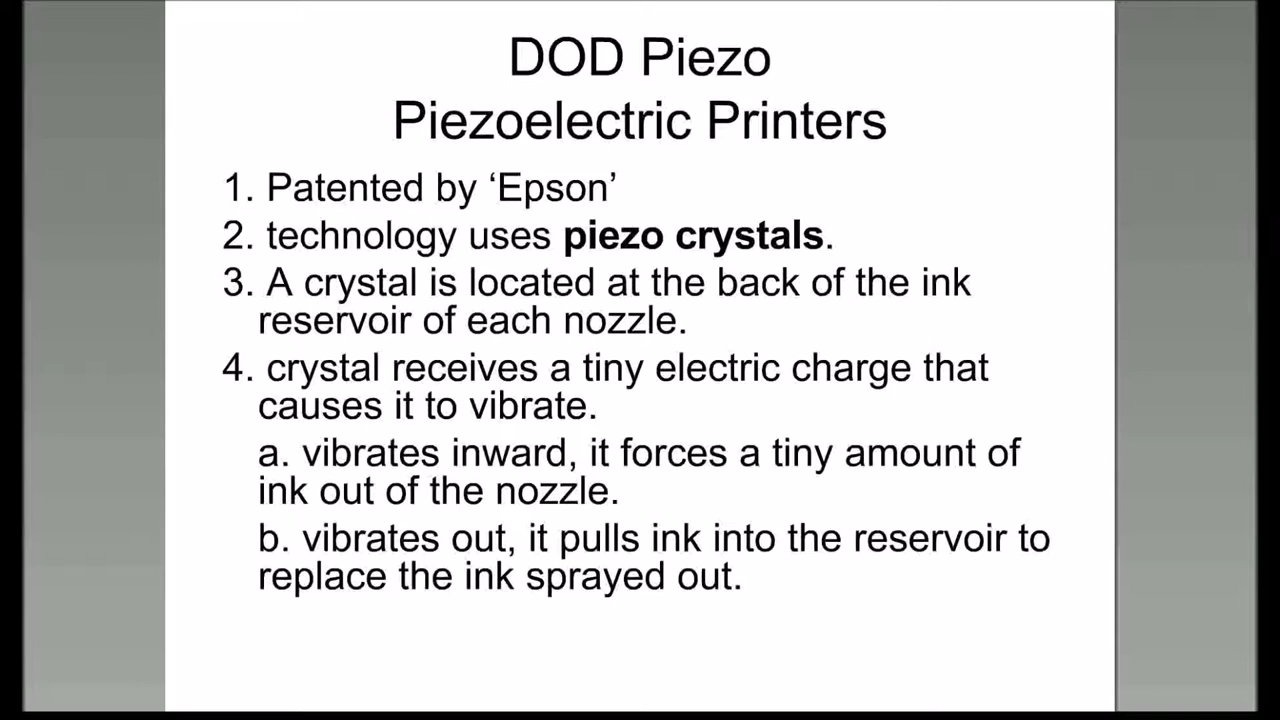 DOD Piezo
Piezoelectric Printers
1. Patented by ‘Epson’
2. technology uses piezo crystals.
3. A crystal is located at the back of the ink
reservoir of each nozzle.
4. crystal receives a tiny electric charge that
causes it to vibrate.
a. vibrates inward, it forces a tiny amount of
ink out of the nozzle.
b. vibrates out, it pulls ink into the reservoir to
replace the ink sprayed out.